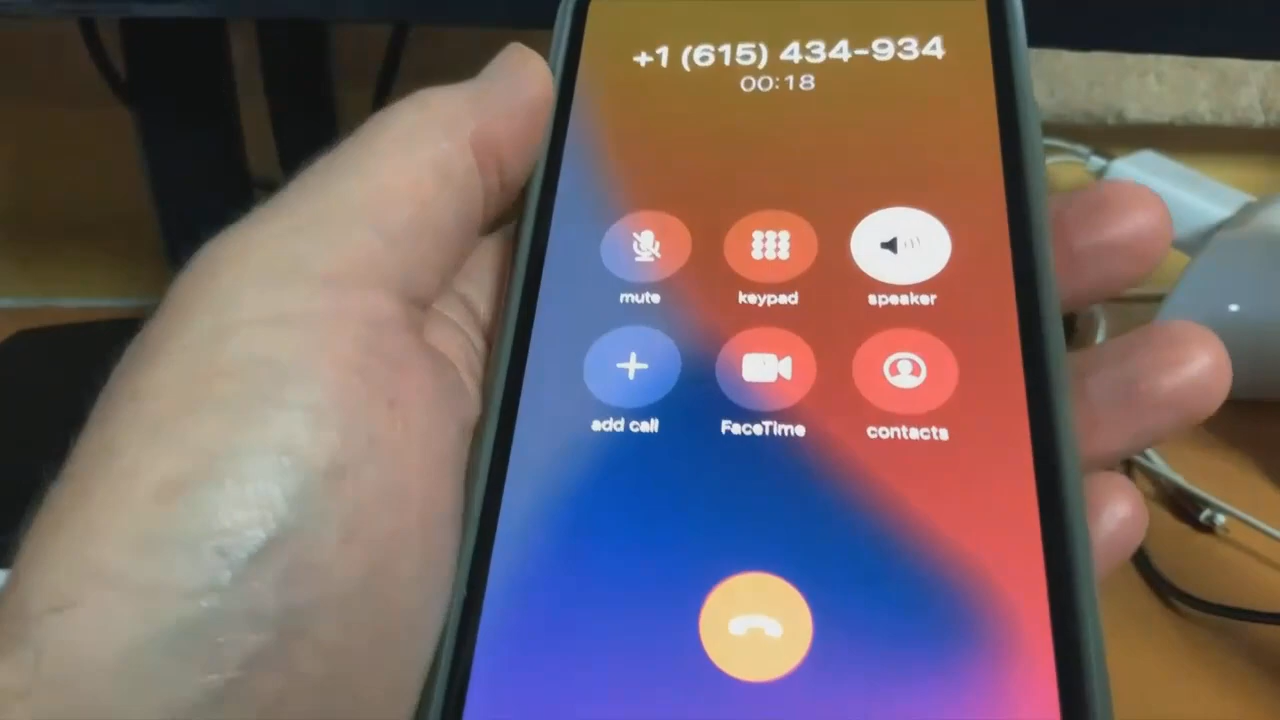 +1 (615) 434-934
00:18
mute keypad speaker
add call FaceTime contacts